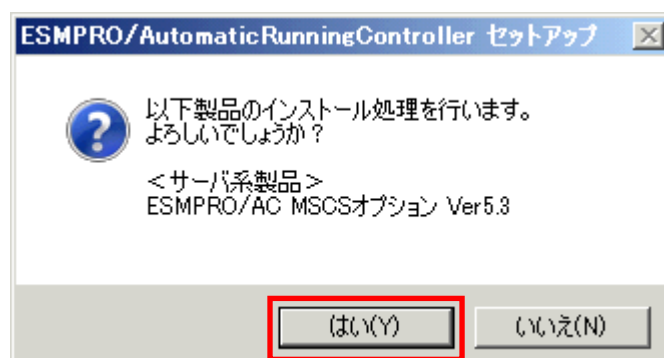 ESMPRO/AutomaticRunningController セットアップ
以下製品のインストール処理を行います。
よろしいでしょうか？
＜サーバ系製品＞
ESMPRO/AC MSCSオプション Ver5.3
はい(Y)
いいえ(N)